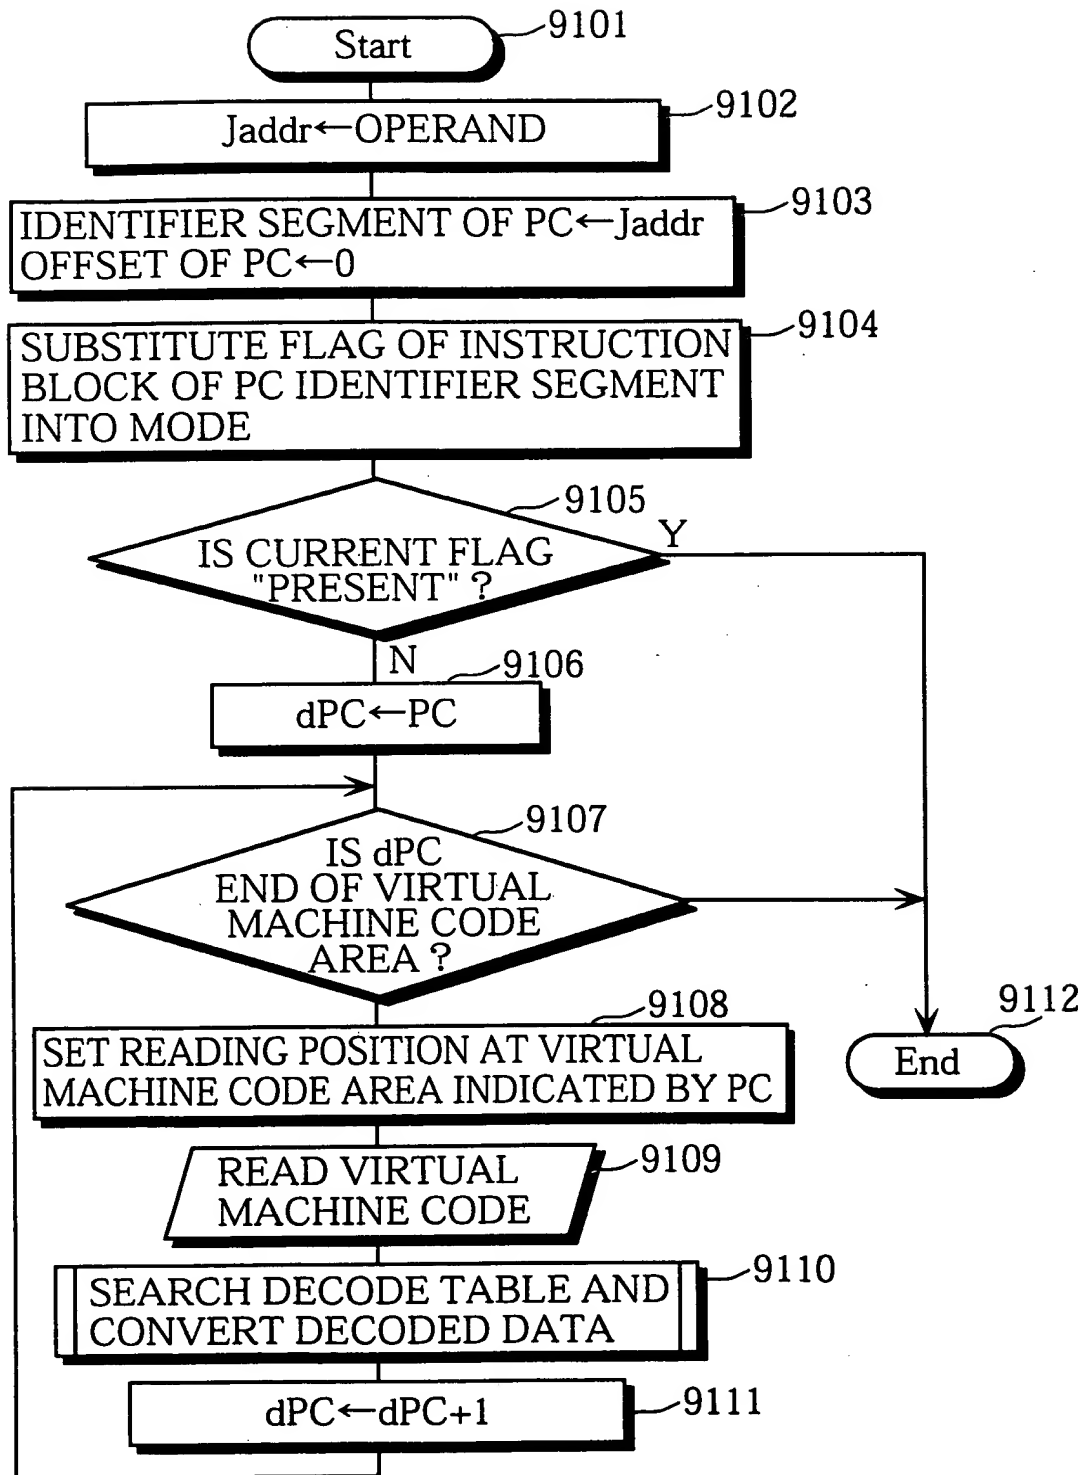 Start
9101
Jaddr←OPERAND
9102
IDENTIFIER SEGMENT OF PC←Jaddr
OFFSET OF PC←0
9103
SUBSTITUTE FLAG OF INSTRUCTION
BLOCK OF PC IDENTIFIER SEGMENT
INTO MODE
9104
9105
IS CURRENT FLAG
"PRESENT" ?
Y
N
9106
dPC←PC
9107
IS dPC
END OF VIRTUAL
MACHINE CODE
AREA ?
9108
SET READING POSITION AT VIRTUAL
MACHINE CODE AREA INDICATED BY PC
9112
End
READ VIRTUAL
MACHINE CODE
9109
SEARCH DECODE TABLE AND
CONVERT DECODED DATA
9110
dPC←dPC+1
9111